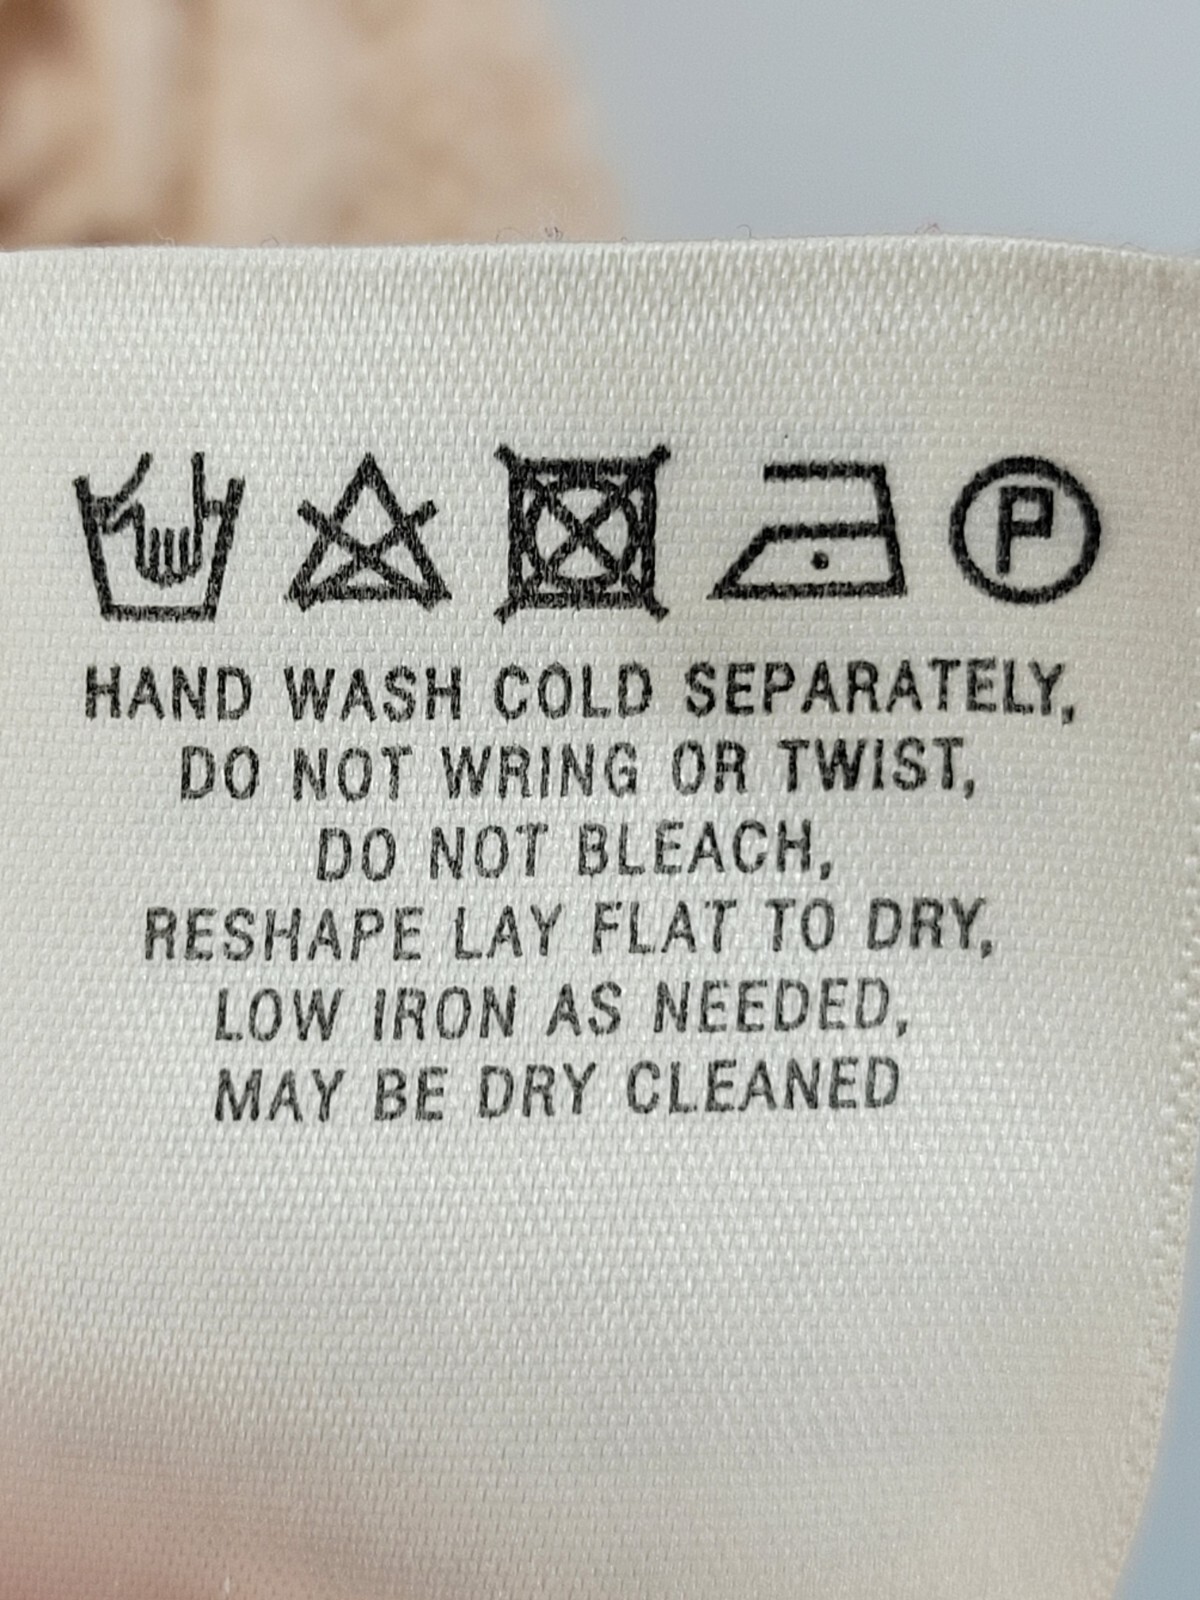 P
HAND WASH COLD SEPARATELY,
DO NOT WRING OR TWIST,
DO NOT BLEACH,
RESHAPE LAY FLAT TO DRY,
LOW IRON AS NEEDED,
MAY BE DRY CLEANED